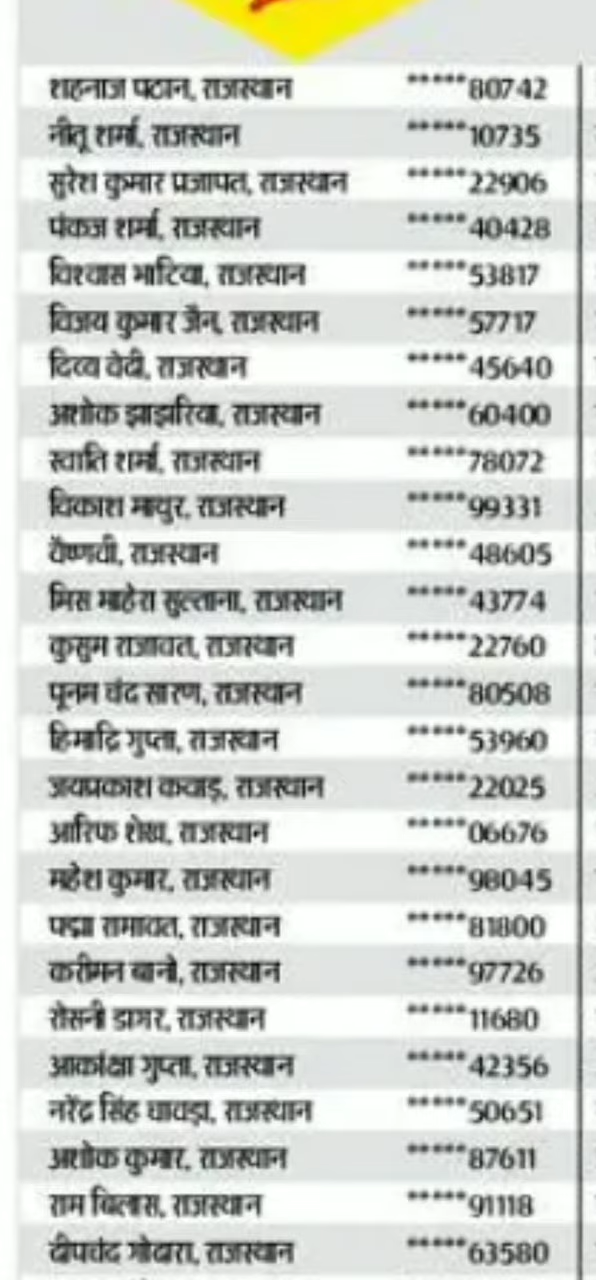 शहनाज पठान, राजस्थान *****80742
नीतू शर्मा, राजस्थान *****10735
सुरेश कुमार प्रजापत, राजस्थान *****22906
पंकज शर्मा, राजस्थान *****40428
विश्वास भाटिया, राजस्थान *****53817
विजय कुमार जैन, राजस्थान *****57717
दिव्य वेदी, राजस्थान *****45640
अशोक झाझरिया, राजस्थान *****60400
स्वाति शर्मा, राजस्थान *****78072
विकाश माथुर, राजस्थान *****99331
वैष्णवी, राजस्थान *****48605
मिस माहेरा सुल्ताना, राजस्थान *****43774
कुसुम राजावत, राजस्थान *****22760
पूनम चंद सारण, राजस्थान *****80508
हिमाद्रि गुप्ता, राजस्थान *****53960
जयप्रकाश कवाड़, राजस्थान *****22025
आरिफ शेख, राजस्थान *****06676
महेश कुमार, राजस्थान *****98045
पद्मा रामावत, राजस्थान *****81800
करीमन बानो, राजस्थान *****97726
रोसनी डागर, राजस्थान *****11680
आकांक्षा गुप्ता, राजस्थान *****42356
नरेंद्र सिंह धावड़ा, राजस्थान *****50651
अशोक कुमार, राजस्थान *****87611
राम बिलास, राजस्थान *****91118
दीपचंद गोदारा, राजस्थान *****63580